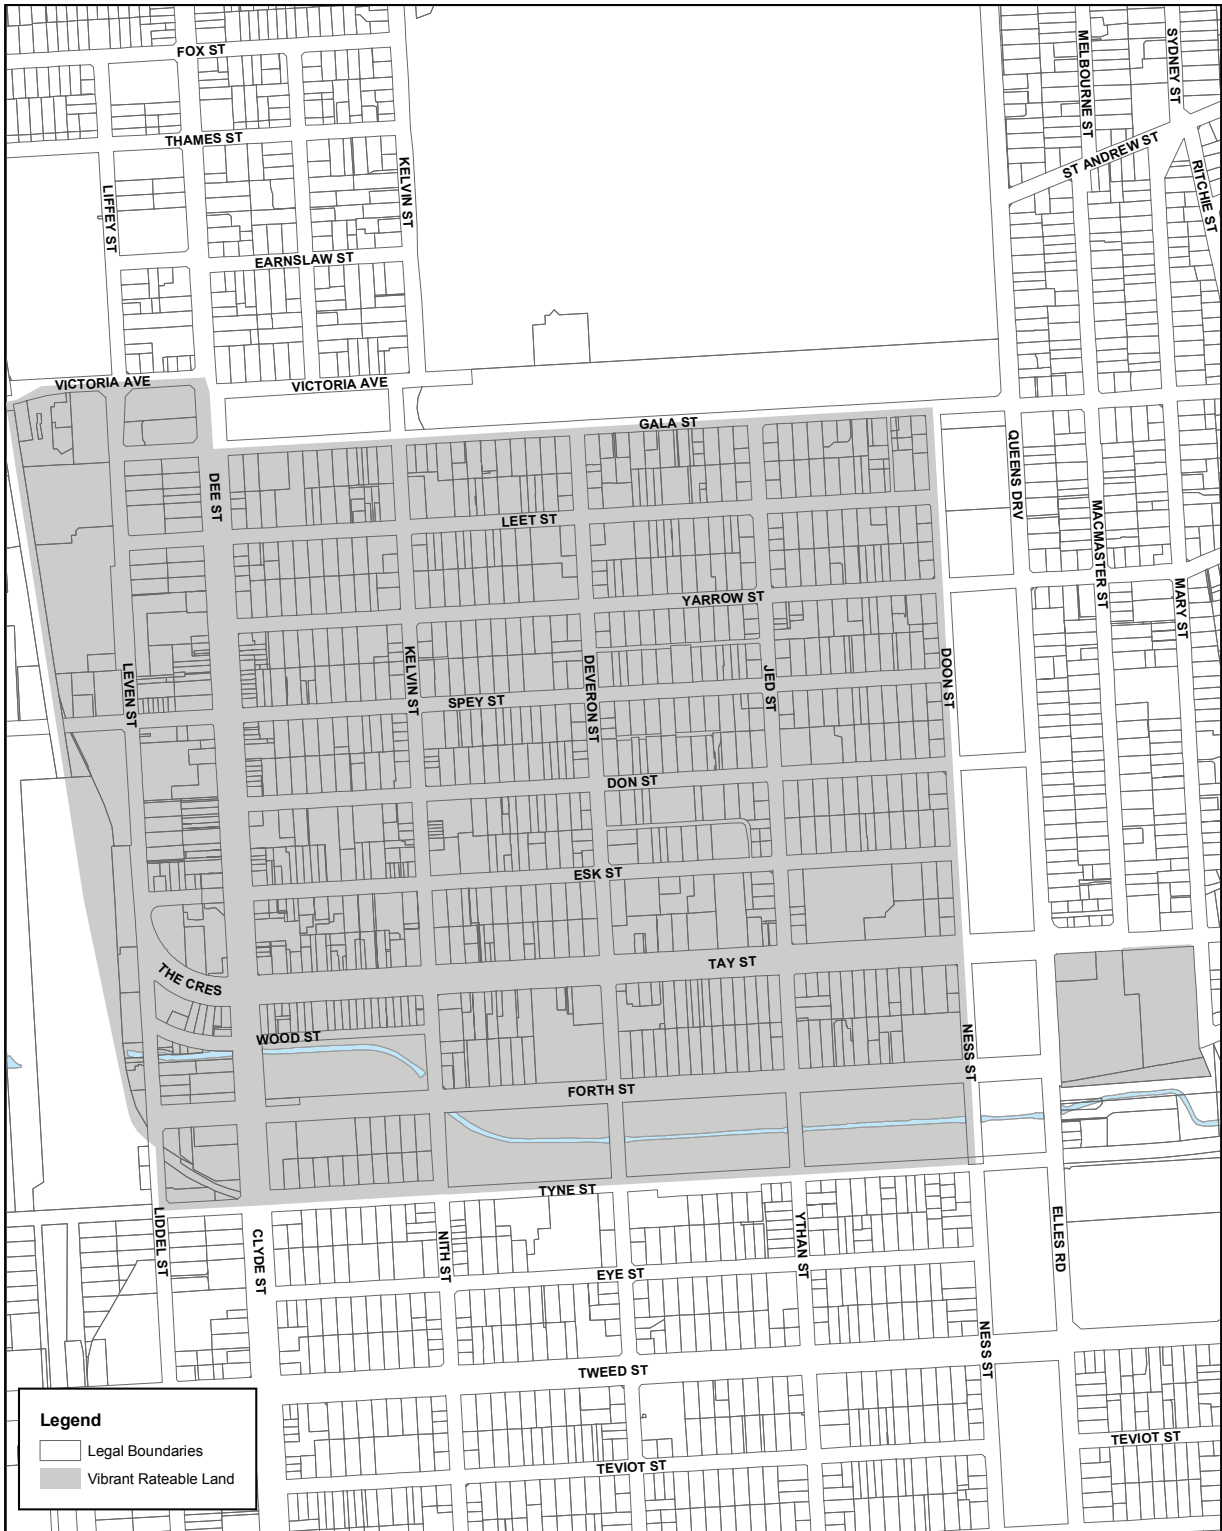 FOX ST
MELBOURNE ST
SYDNEY ST
THAMES ST
ST ANDREW ST
LIFFEY ST
KELVIN ST
RITCHIE ST
EARNSLAW ST
VICTORIA AVE
VICTORIA AVE
GALA ST
QUEENS DRV
DEE ST
LEET ST
MACMASTER ST
YARROW ST
MARY ST
LEVEN ST
KELVIN ST
DEVERON ST
JED ST
DOON ST
SPEY ST
DON ST
ESK ST
TAY ST
THE CRES
WOOD ST
NESS ST
FORTH ST
TYNE ST
LIDDEL ST
CLYDE ST
NITH ST
YTHAN ST
ELLES RD
EYE ST
NESS ST
TWEED ST
TEVIOT ST
TEVIOT ST
Legend
Legal Boundaries
Vibrant Rateable Land